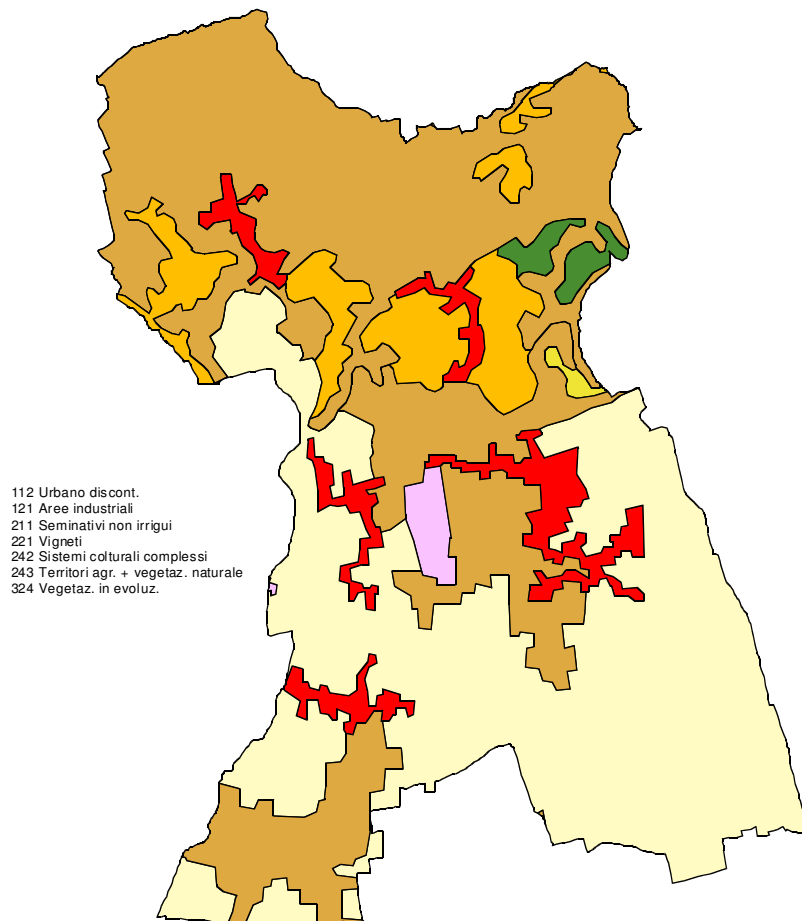 112 Urbano discont.
121 Aree industriali
211 Seminativi non irrigui
221 Vigneti
242 Sistemi colturali complessi
243 Territori agr. + vegetaz. naturale
324 Vegetaz. in evoluz.